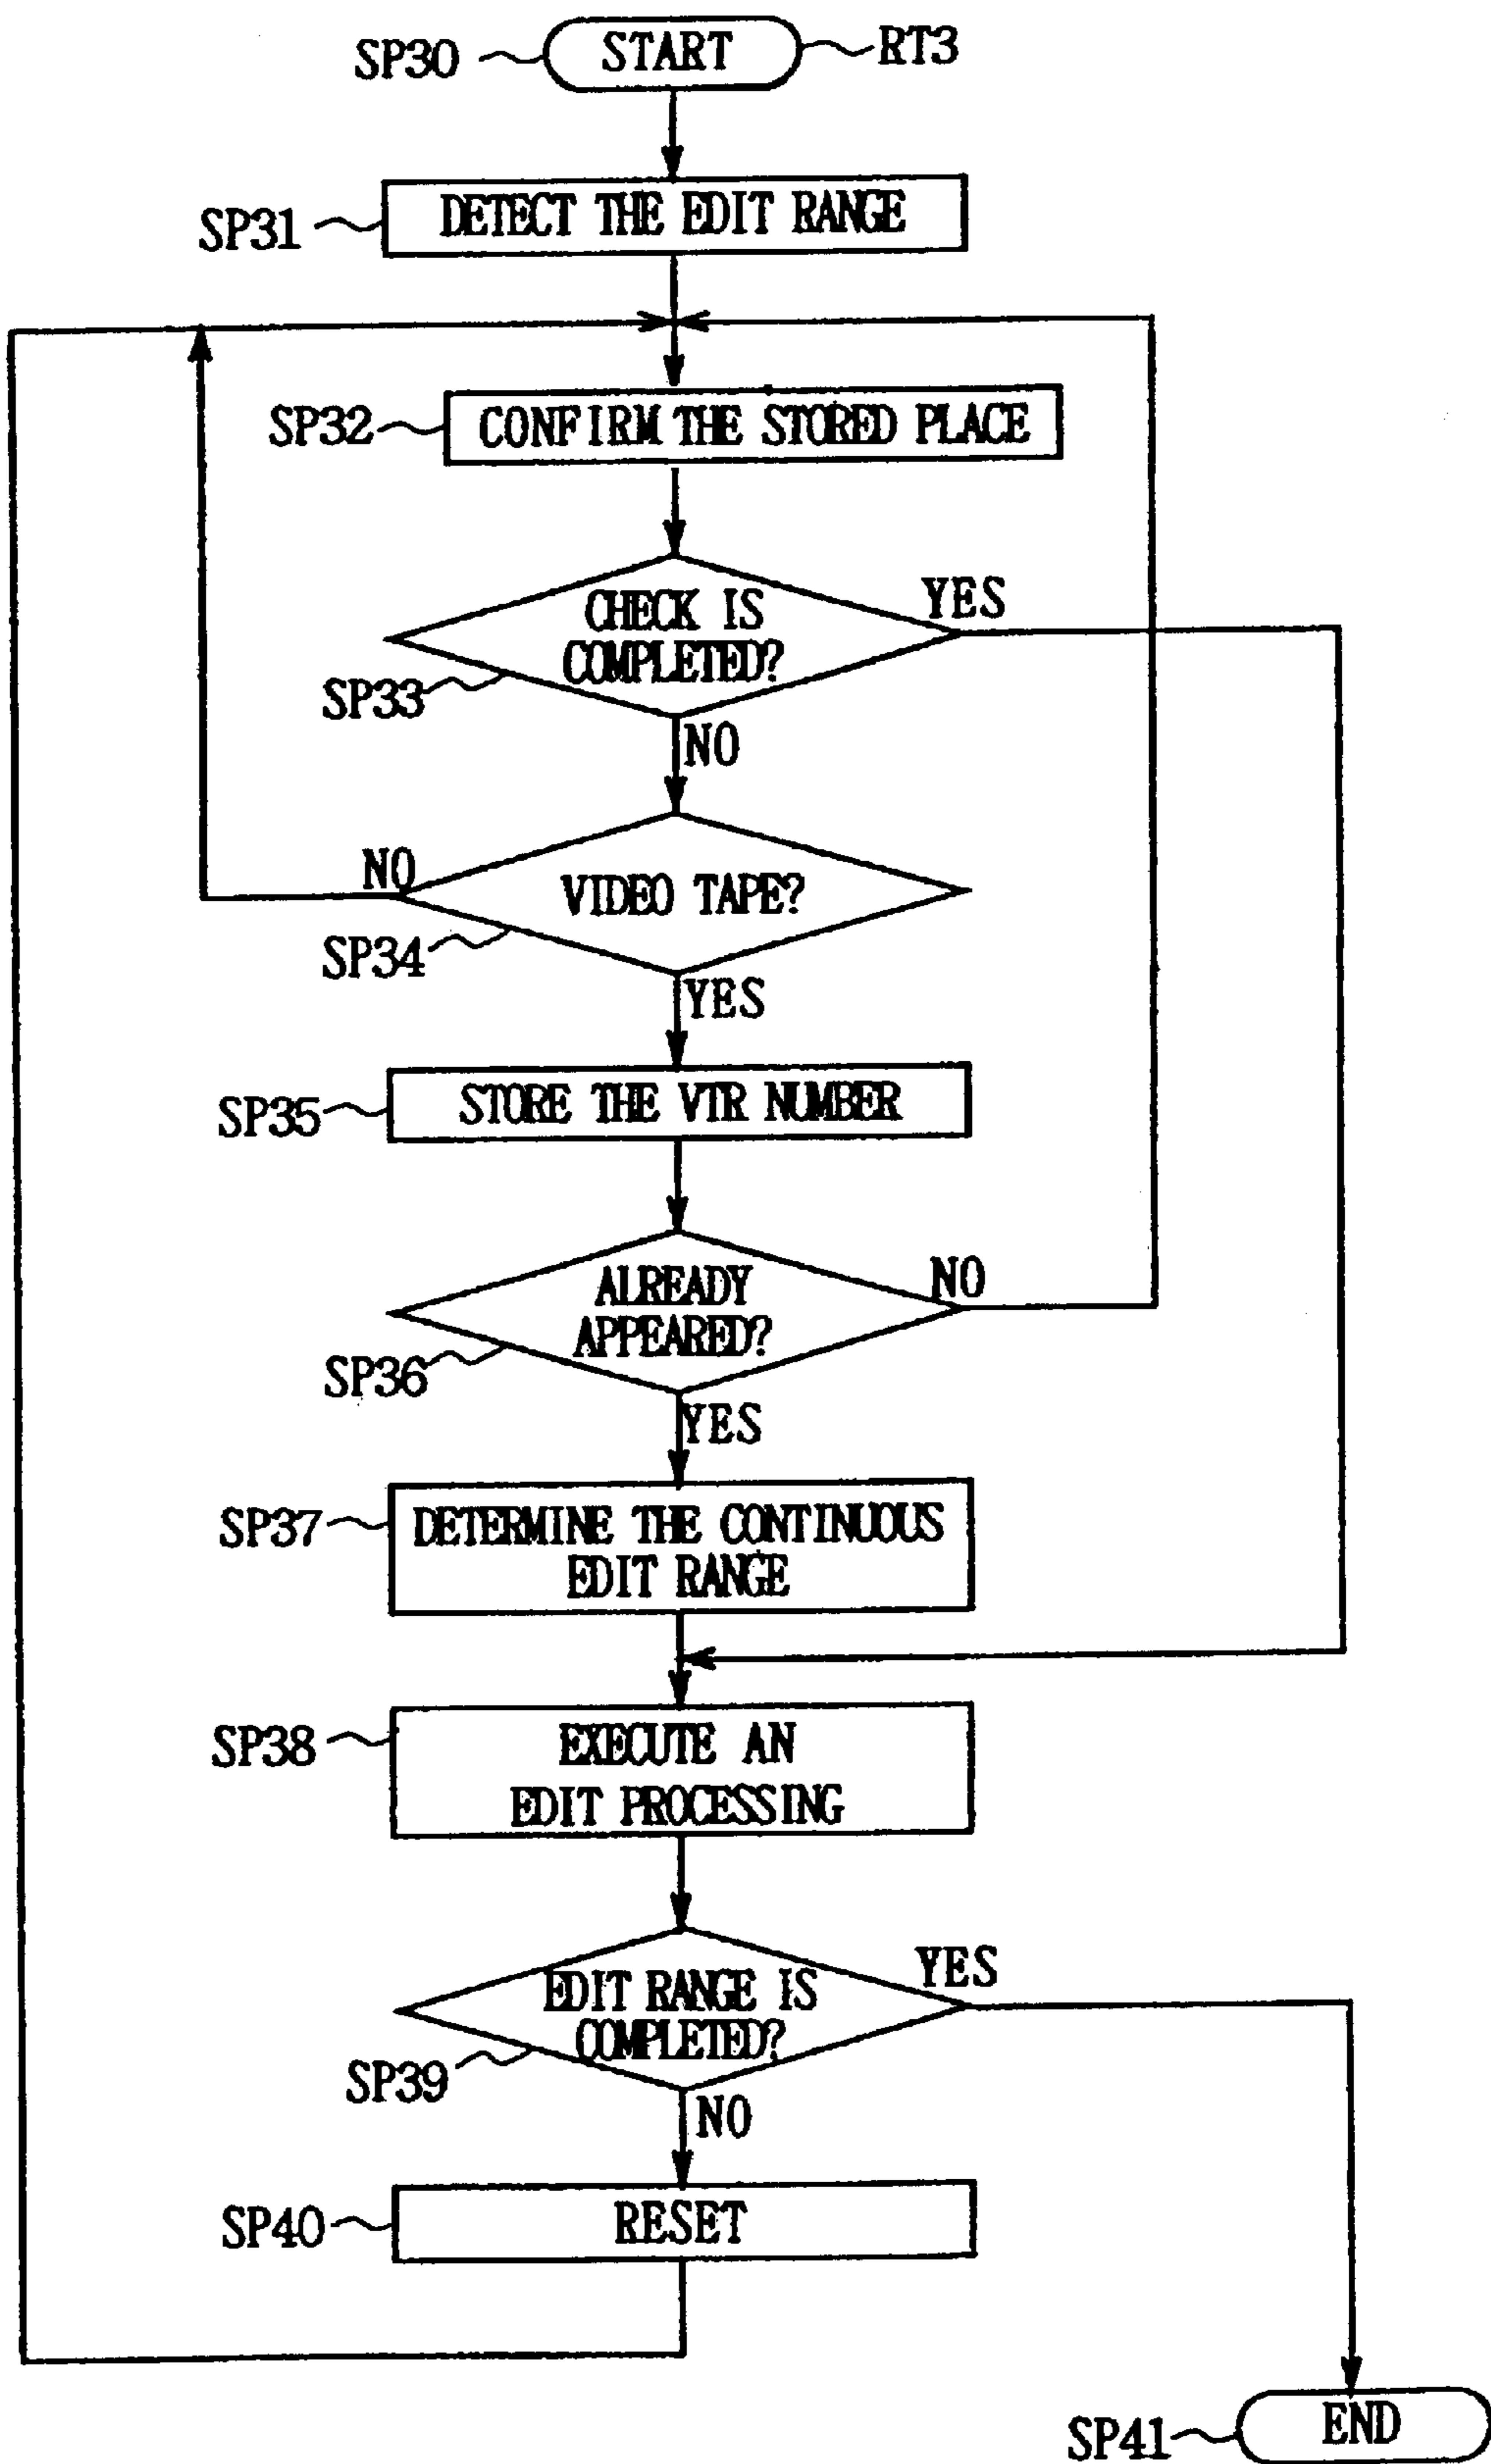 SP30 START RT3
SP31 DETECT THE EDIT RANGE
SP32 CONFIRM THE STORED PLACE
CHECK IS
COMPLETED?
YES
SP33
NO
NO
VIDEO TAPE?
SP34
YES
SP35 STORE THE VTR NUMBER
ALREADY
APPEARED?
NO
SP36
YES
SP37 DETERMINE THE CONTINUOUS
EDIT RANGE
SP38 EXECUTE AN
EDIT PROCESSING
YES
EDIT RANGE IS
COMPLETED?
SP39
NO
SP40 RESET
SP41 END